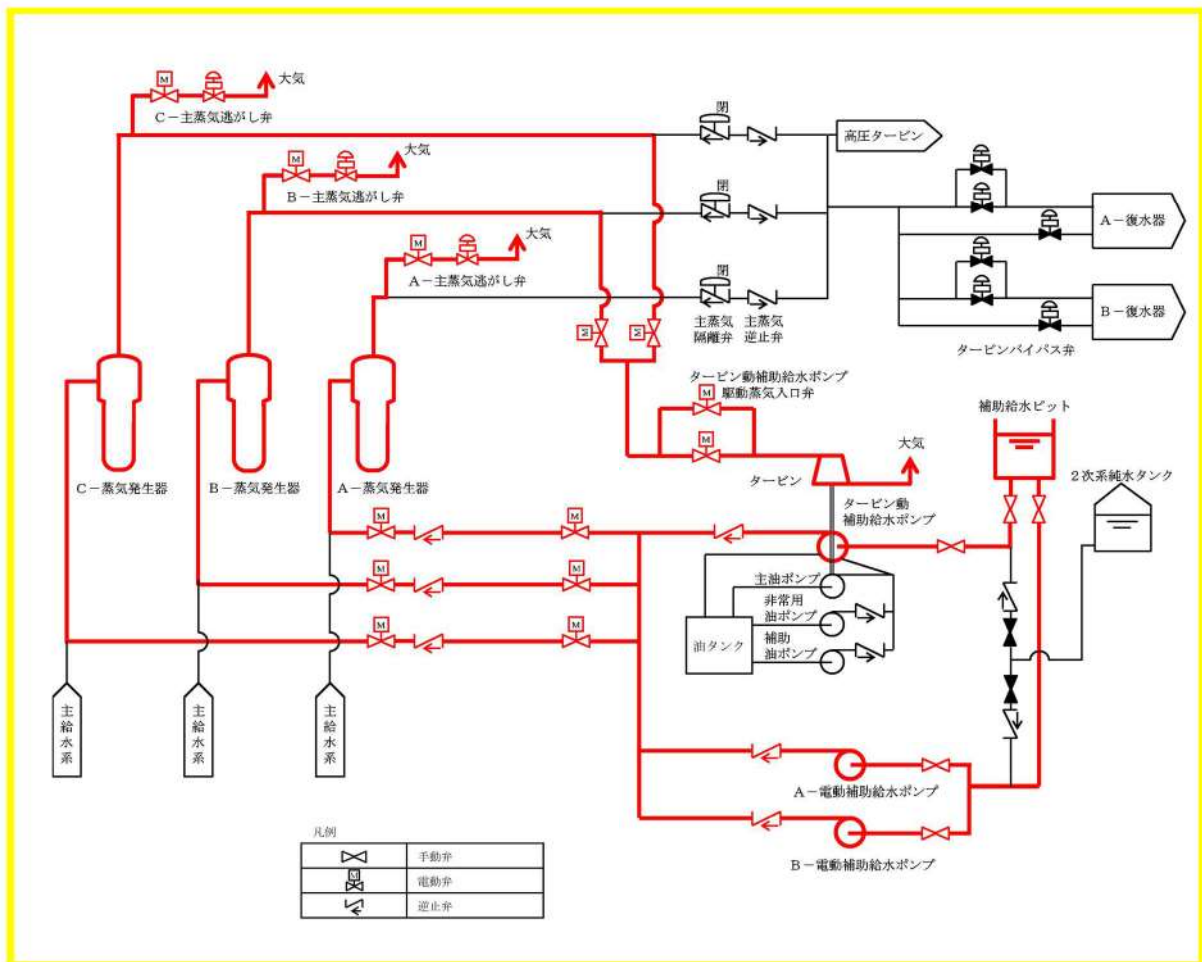 M
大気
C－主蒸気逃がし弁
閉
高圧タービン
M
大気
B－主蒸気逃がし弁
閉
A－復水器
M
大気
A－主蒸気逃がし弁
閉
主蒸気
隔離弁
主蒸気
逆止弁
B－復水器
タービンバイパス弁
M
M
タービン動補助給水ポンプ
駆動蒸気入口弁
M
M
補助給水ピット
大気
タービン
2次系純水タンク
C－蒸気発生器
B－蒸気発生器
A－蒸気発生器
タービン動
補助給水ポンプ
M
M
主油ポンプ
M
M
非常用
油ポンプ
M
M
補助
油ポンプ
油タンク
主給水系
主給水系
主給水系
A－電動補助給水ポンプ
B－電動補助給水ポンプ
凡例
手動弁
M
電動弁
逆止弁